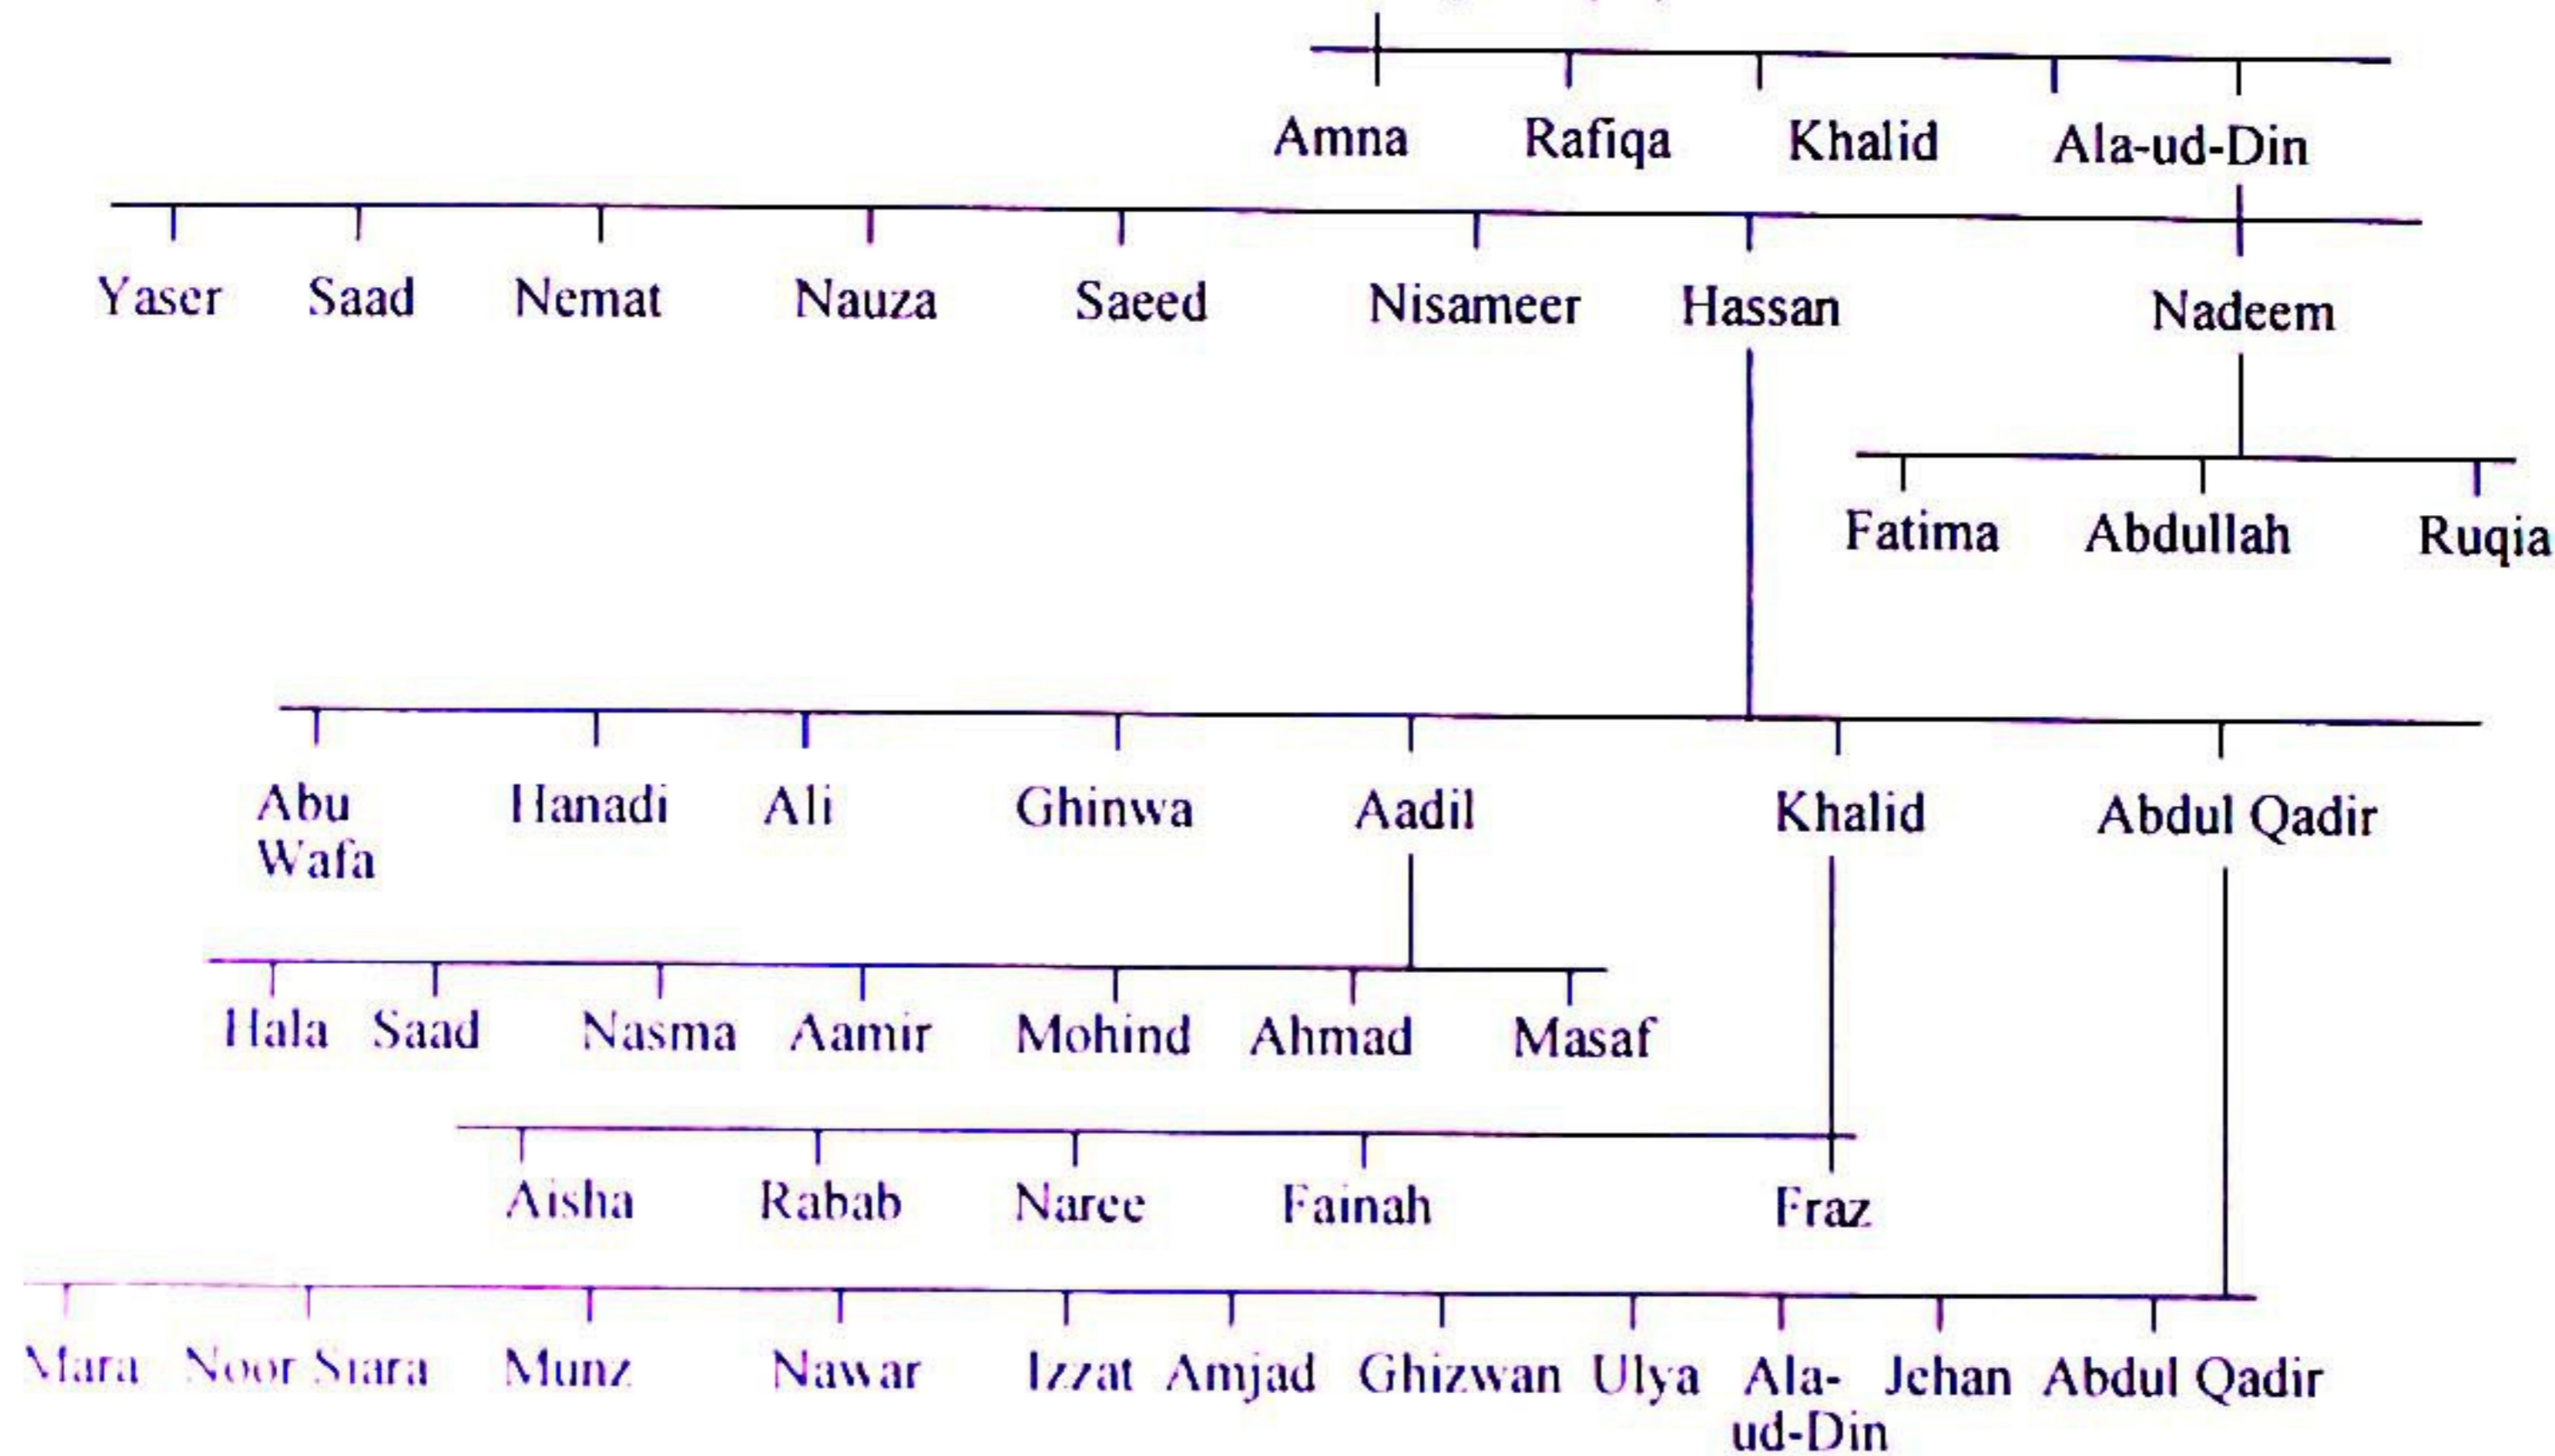 Amna Rafiqa Khalid Ala-ud-Din
Yaser Saad Nemat Nauza Saeed Nisameer Hassan Nadeem
Fatima Abdullah Ruqia
Abu Wafa Hanadi Ali Ghinwa Aadil Khalid Abdul Qadir
Hala Saad Nasma Aamir Mohind Ahmad Masaf
Aisha Rabab Naree Fainah Fraz
Mara Noor Siara Munz Nawar Izzat Amjad Ghizwan Ulya Ala-ud-Din Jehan Abdul Qadir